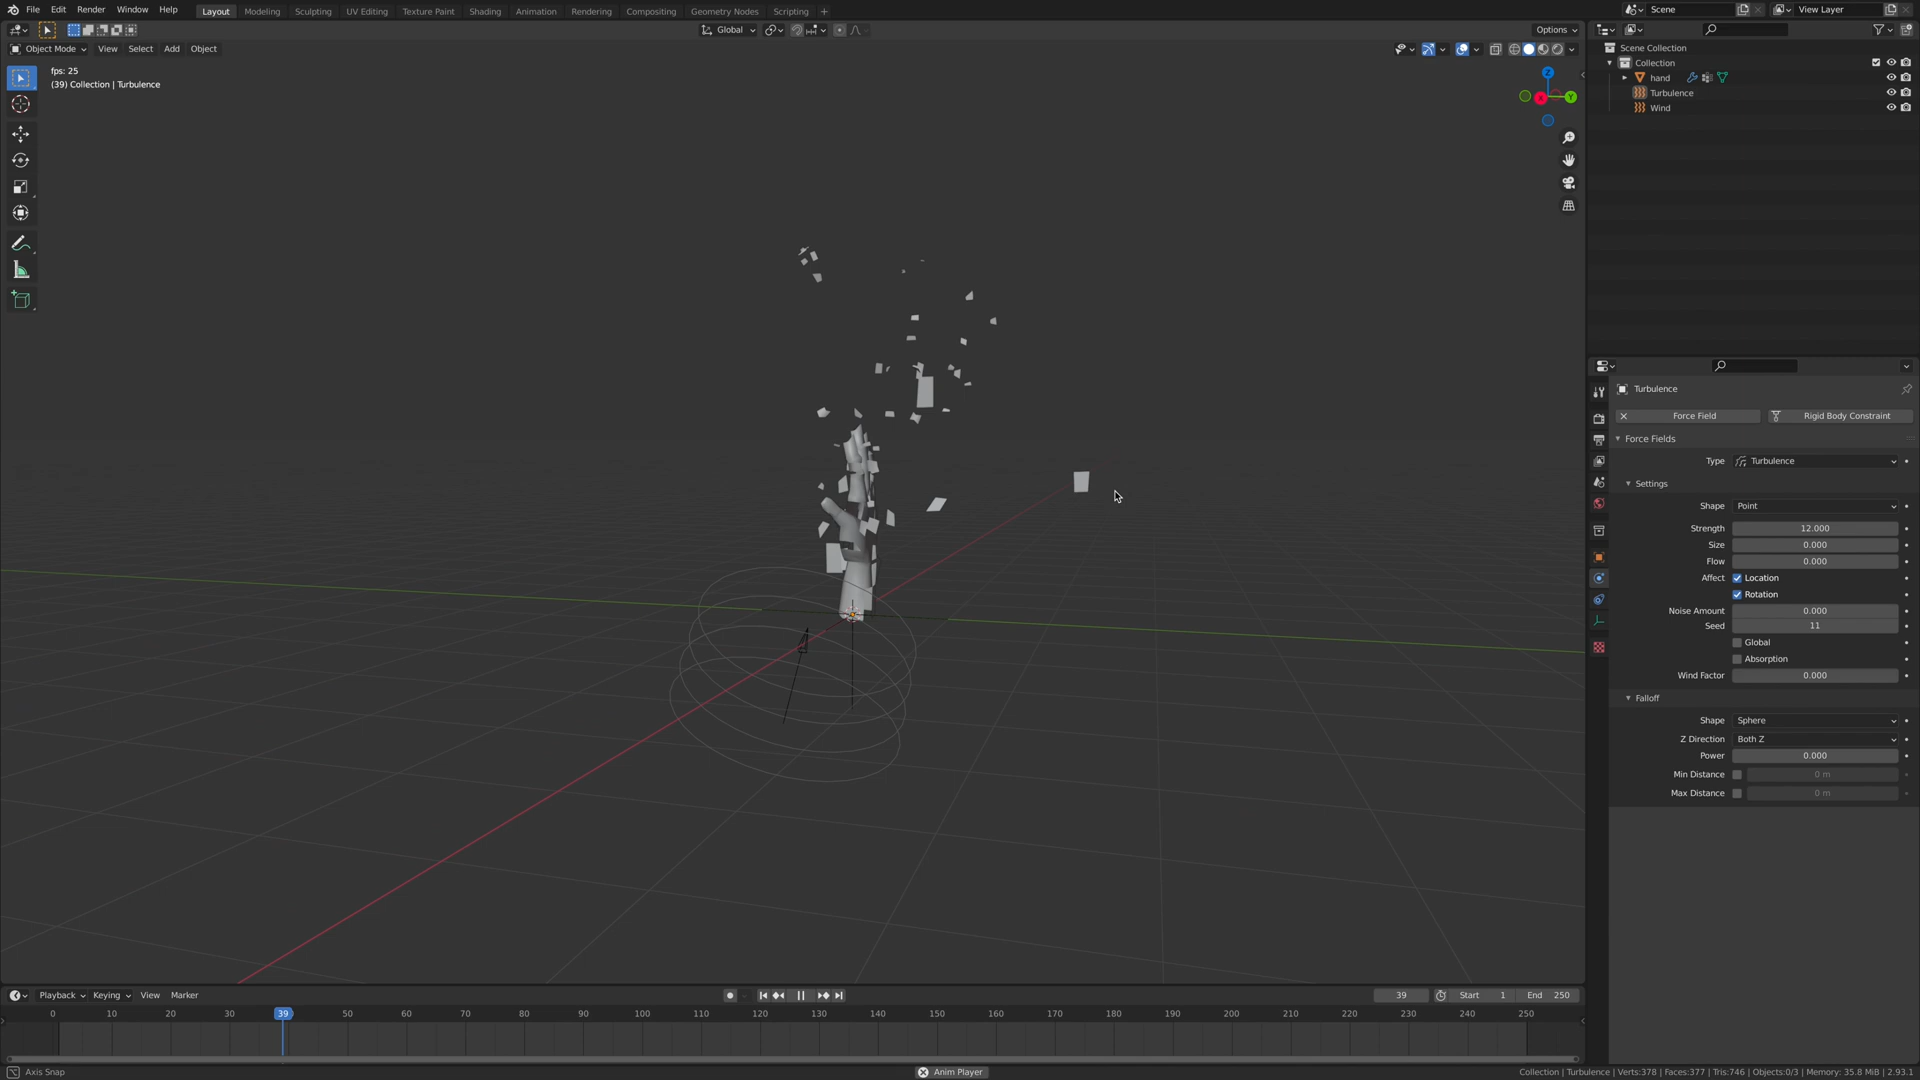 File Edit Render Window Help Layout Modeling Sculpting UV Editing Texture Paint Shading Animation Rendering Compositing Geometry Nodes Scripting + Scene View Layer
Global Options
Object Mode View Select Add Object
fps: 25
(39) Collection | Turbulence
Z
Y
X
Scene Collection
Collection
hand
Turbulence
Wind
Turbulence
Force Field Rigid Body Constraint
Force Fields
Type Turbulence
Settings
Shape Point
Strength 12.000
Size 0.000
Flow 0.000
Affect Location
Rotation
Noise Amount 0.000
Seed 11
Global
Absorption
Wind Factor 0.000
Falloff
Shape Sphere
Z Direction Both Z
Power 0.000
Min Distance 0 m
Max Distance 0 m
Playback Keying View Marker 39 Start 1 End 250
0 10 20 30 39 50 60 70 80 90 100 110 120 130 140 150 160 170 180 190 200 210 220 230 240 250
Axis Snap Anim Player Collection | Turbulence | Verts:378 | Faces:377 | Tris:746 | Objects:0/3 | Memory: 35.8 MiB | 2.93.1